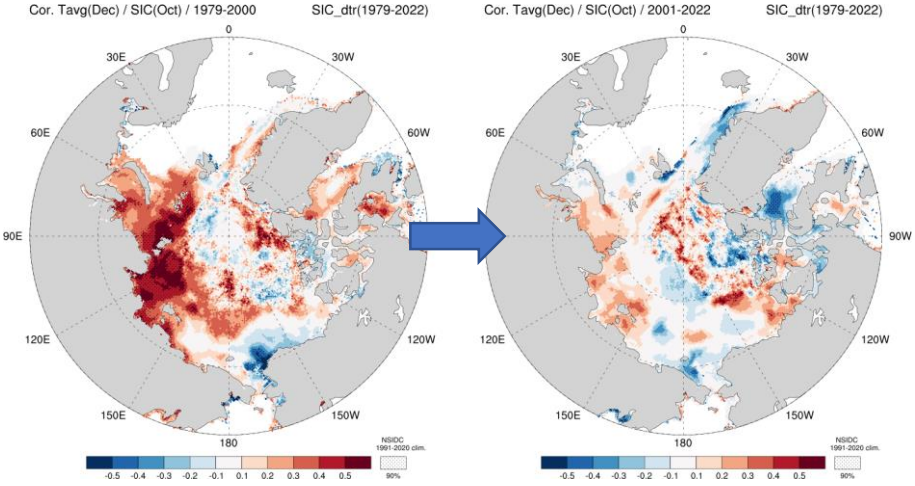 Cor. Tavg(Dec) / SIC(Oct) / 1979-2000 SIC_dtr(1979-2022)
0
30E 30W
60E 60W
90E
120E 120W
150E 150W
180
NSIDC
1991-2020 clim.
-0.5 -0.4 -0.3 -0.2 -0.1 0.1 0.2 0.3 0.4 0.5 90%
Cor. Tavg(Dec) / SIC(Oct) / 2001-2022 SIC_dtr(1979-2022)
0
30E 30W
60E 60W
90W
120E 120W
150E 150W
180
NSIDC
1991-2020 clim.
-0.5 -0.4 -0.3 -0.2 -0.1 0.1 0.2 0.3 0.4 0.5 90%